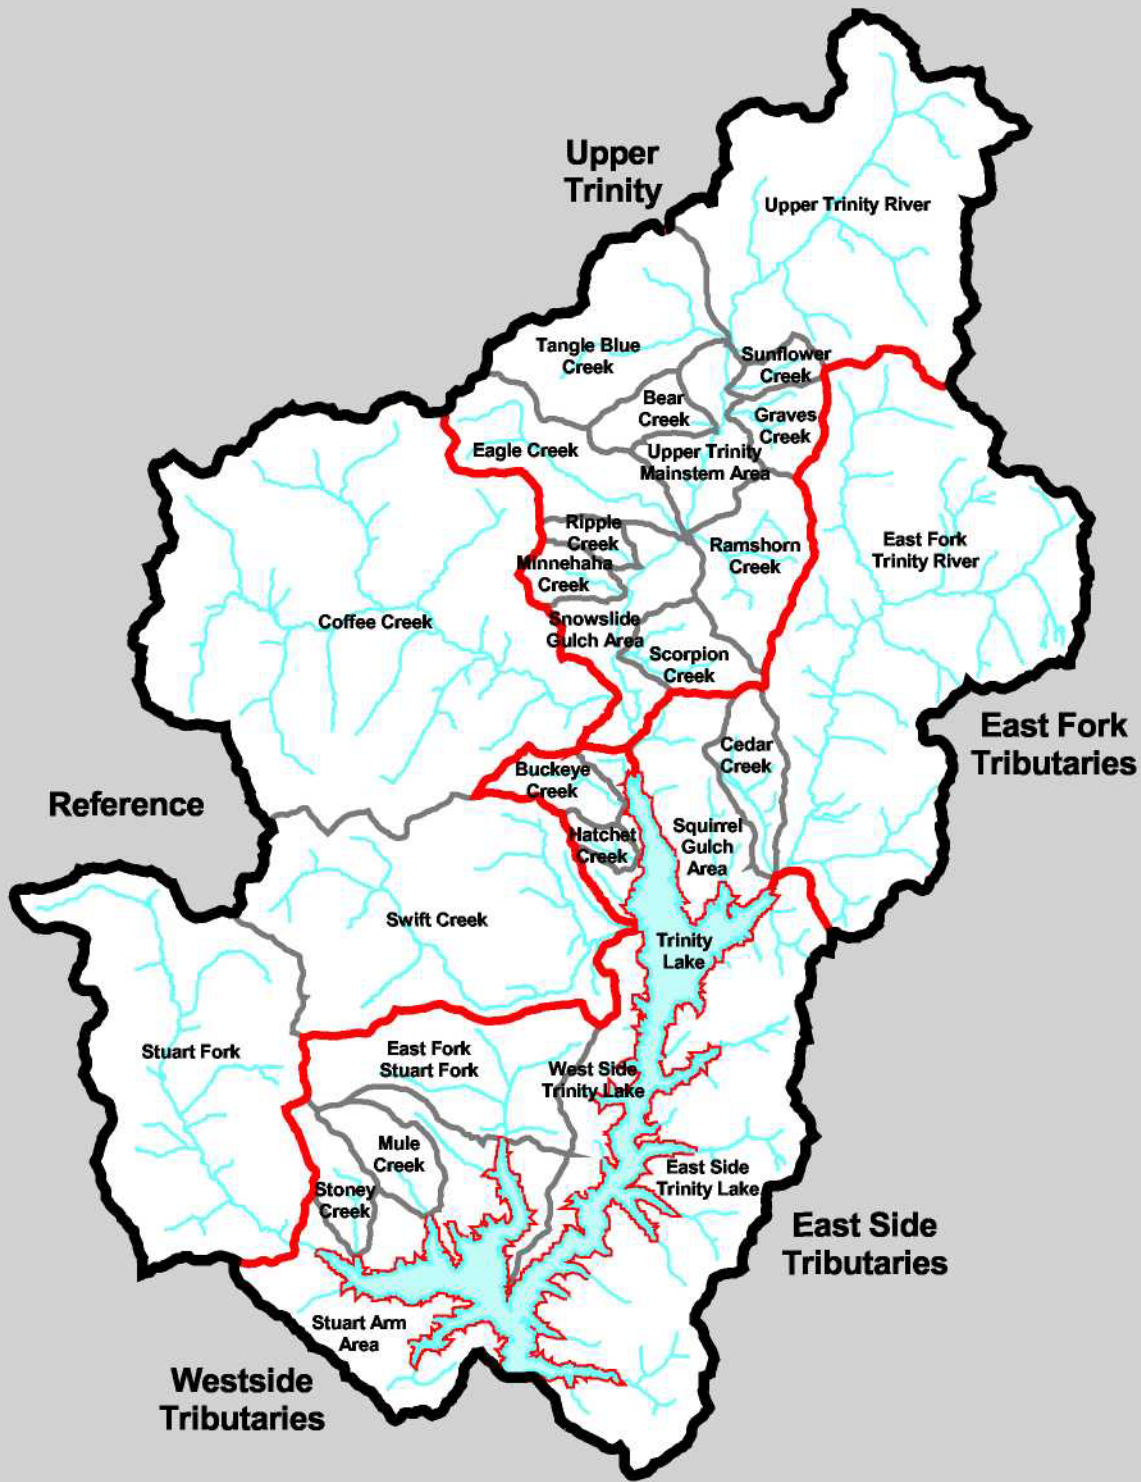 Upper
Trinity
Upper Trinity River
Tangle Blue
Creek
Sunflower
Creek
Bear
Creek
Graves
Creek
Eagle Creek
Upper Trinity
Mainstem Area
Ripple
Creek
Ramshorn
Creek
East Fork
Trinity River
Minnehaha
Creek
Coffee Creek
Snowslide
Gulch Area
Scorpion
Creek
East Fork
Tributaries
Cedar
Creek
Buckeye
Creek
Reference
Hatchet
Creek
Squirrel
Gulch
Area
Swift Creek
Trinity
Lake
Stuart Fork
East Fork
Stuart Fork
West Side
Trinity Lake
Mule
Creek
East Side
Trinity Lake
Stoney
Creek
East Side
Tributaries
Stuart Arm
Area
Westside
Tributaries